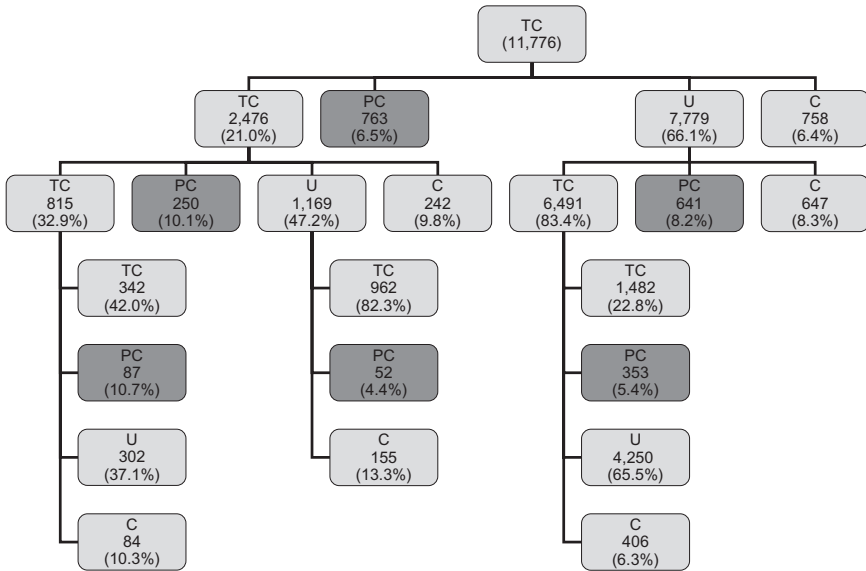 TC
(11,776)
TC
2,476
(21.0%)
PC
763
(6.5%)
U
7,779
(66.1%)
C
758
(6.4%)
TC
815
(32.9%)
PC
250
(10.1%)
U
1,169
(47.2%)
C
242
(9.8%)
TC
6,491
(83.4%)
PC
641
(8.2%)
C
647
(8.3%)
TC
342
(42.0%)
PC
87
(10.7%)
U
302
(37.1%)
C
84
(10.3%)
TC
962
(82.3%)
PC
52
(4.4%)
C
155
(13.3%)
TC
1,482
(22.8%)
PC
353
(5.4%)
U
4,250
(65.5%)
C
406
(6.3%)